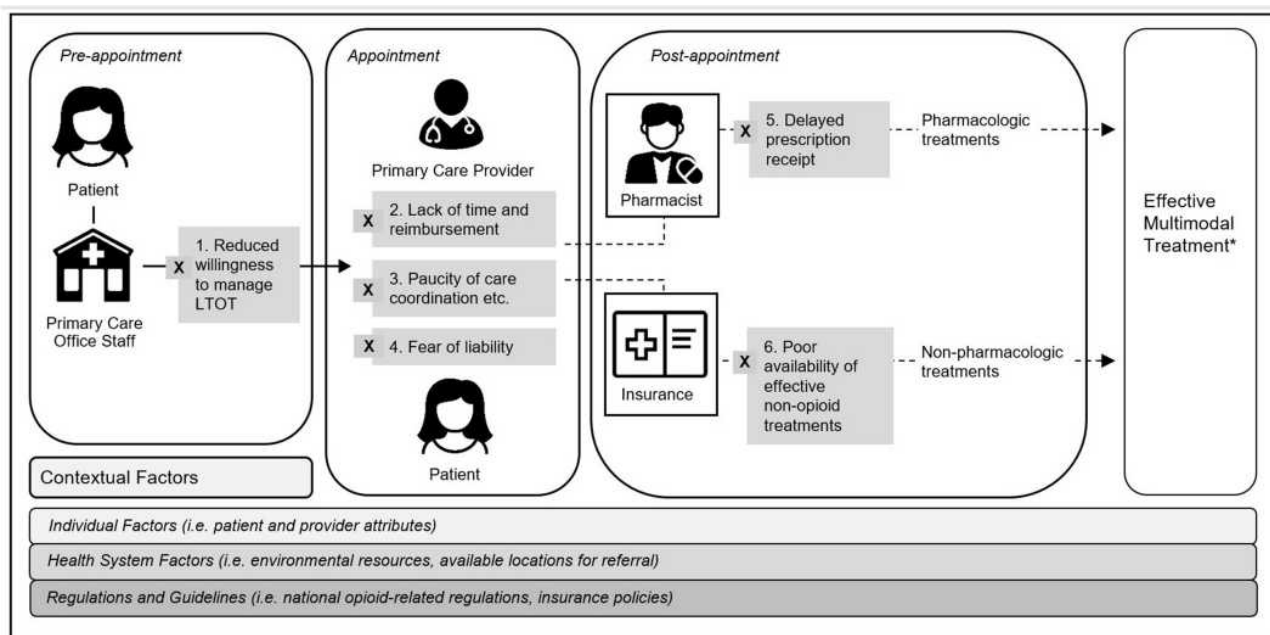 Pre-appointment
Patient
Primary Care
Office Staff
X
1. Reduced
willingness
to manage
LTOT
Appointment
Primary Care Provider
X
2. Lack of time and
reimbursement
X
3. Paucity of care
coordination etc.
X
4. Fear of liability
Patient
Post-appointment
Pharmacist
X
5. Delayed
prescription
receipt
Pharmacologic
treatments
Insurance
X
6. Poor
availability of
effective
non-opioid
treatments
Non-pharmacologic
treatments
Effective
Multimodal
Treatment*
Contextual Factors
Individual Factors (i.e. patient and provider attributes)
Health System Factors (i.e. environmental resources, available locations for referral)
Regulations and Guidelines (i.e. national opioid-related regulations, insurance policies)